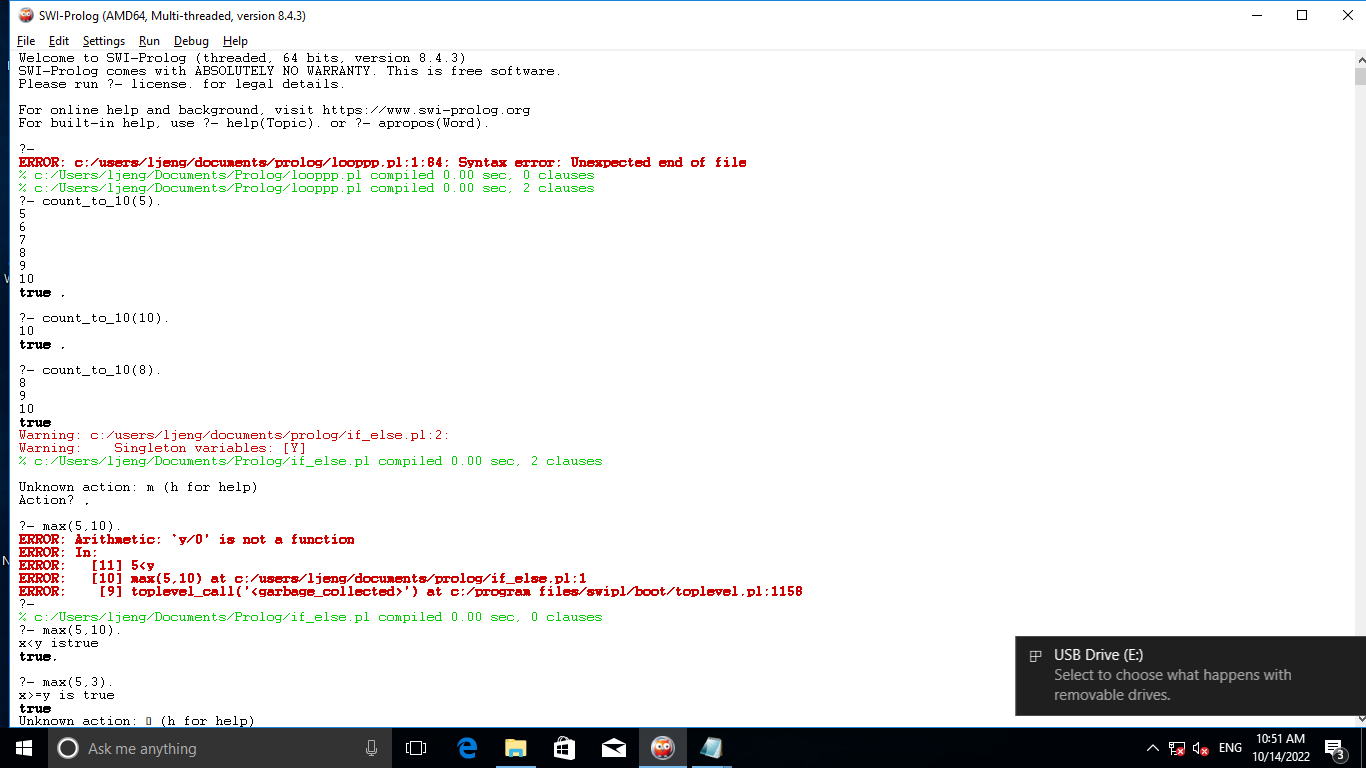 SWI-Prolog (AMD64, Multi-threaded, version 8.4.3)
File Edit Settings Run Debug Help
Welcome to SWI-Prolog (threaded, 64 bits, version 8.4.3)
SWI-Prolog comes with ABSOLUTELY NO WARRANTY. This is free software.
Please run ?- license. for legal details.
For online help and background, visit https://www.swi-prolog.org
For built-in help, use ?- help(Topic). or ?- apropos(Word).
?-
ERROR: c:/users/ljeng/documents/prolog/looppp.pl:1:84: Syntax error: Unexpected end of file
% c:/Users/ljeng/Documents/Prolog/looppp.pl compiled 0.00 sec, 0 clauses
% c:/Users/ljeng/Documents/Prolog/looppp.pl compiled 0.00 sec, 2 clauses
?- count_to_10(5).
5
6
7
8
9
10
true .
?- count_to_10(10).
10
true .
?- count_to_10(8).
8
9
10
true
Warning: c:/users/ljeng/documents/prolog/if_else.pl:2:
Warning:    Singleton variables: [Y]
% c:/Users/ljeng/Documents/Prolog/if_else.pl compiled 0.00 sec, 2 clauses
Unknown action: m (h for help)
Action? .
?- max(5,10).
ERROR: Arithmetic: `y/0' is not a function
ERROR: In:
ERROR:   [11] 5<y
ERROR:   [10] max(5,10) at c:/users/ljeng/documents/prolog/if_else.pl:1
ERROR:    [9] toplevel_call('<garbage_collected>') at c:/program files/swipl/boot/toplevel.pl:1158
?-
% c:/Users/ljeng/Documents/Prolog/if_else.pl compiled 0.00 sec, 0 clauses
?- max(5,10).
x<y istrue
true.
?- max(5,3).
x>=y is true
true
Unknown action: (h for help)
USB Drive (E:)
Select to choose what happens with
removable drives.
Ask me anything
ENG
10:51 AM
10/14/2022
3